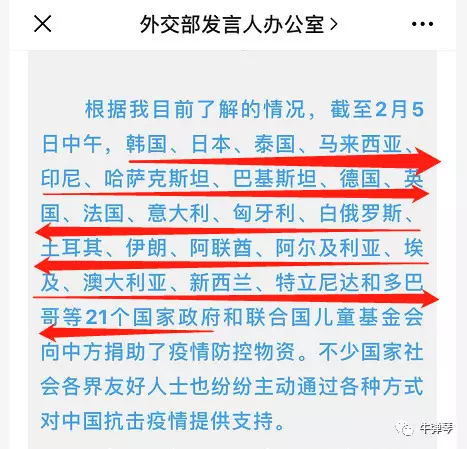 外交部发言人办公室
根据我目前了解的情况，截至2月5
日中午，韩国、日本、泰国、马来西亚、
印尼、哈萨克斯坦、巴基斯坦、德国、英
国、法国、意大利、匈牙利、白俄罗斯、
土耳其、伊朗、阿联酋、阿尔及利亚、埃
及、澳大利亚、新西兰、特立尼达和多巴
哥等21个国家政府和联合国儿童基金会
向中方捐助了疫情防控物资。不少国家社
会各界友好人士也纷纷主动通过各种方式
对中国抗击疫情提供支持。
牛弹琴